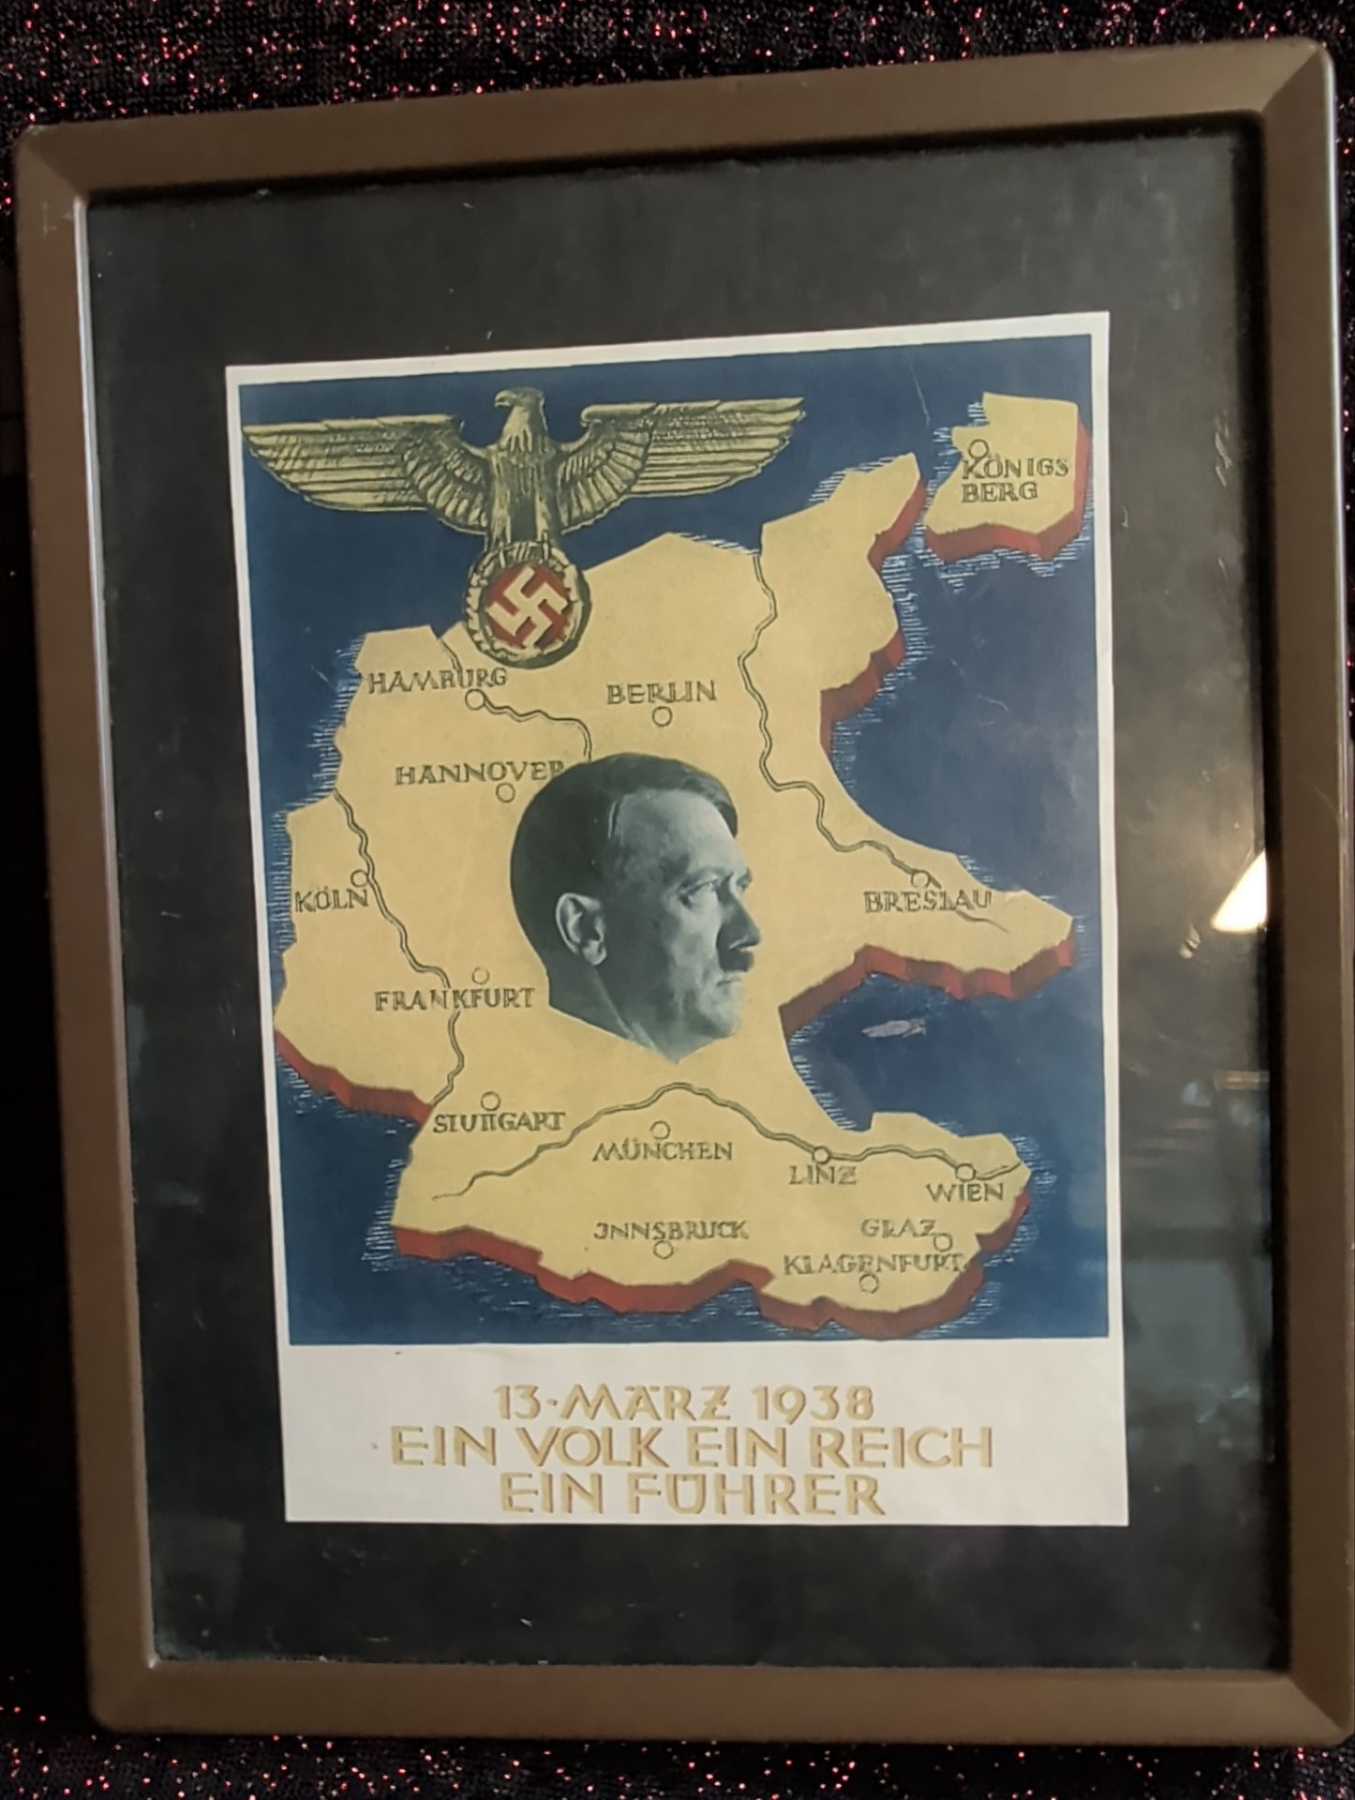 KÖNIGS
BERG
HAMBURG
BERLIN
HANNOVER
KÖLN
BRESLAU
FRANKFURT
STUTTGART
MÜNCHEN
LINZ
WIEN
INNSBRUCK
GRAZ
KLAGENFURT
13·MÄRZ 1938
EIN VOLK EIN REICH
EIN FÜHRER